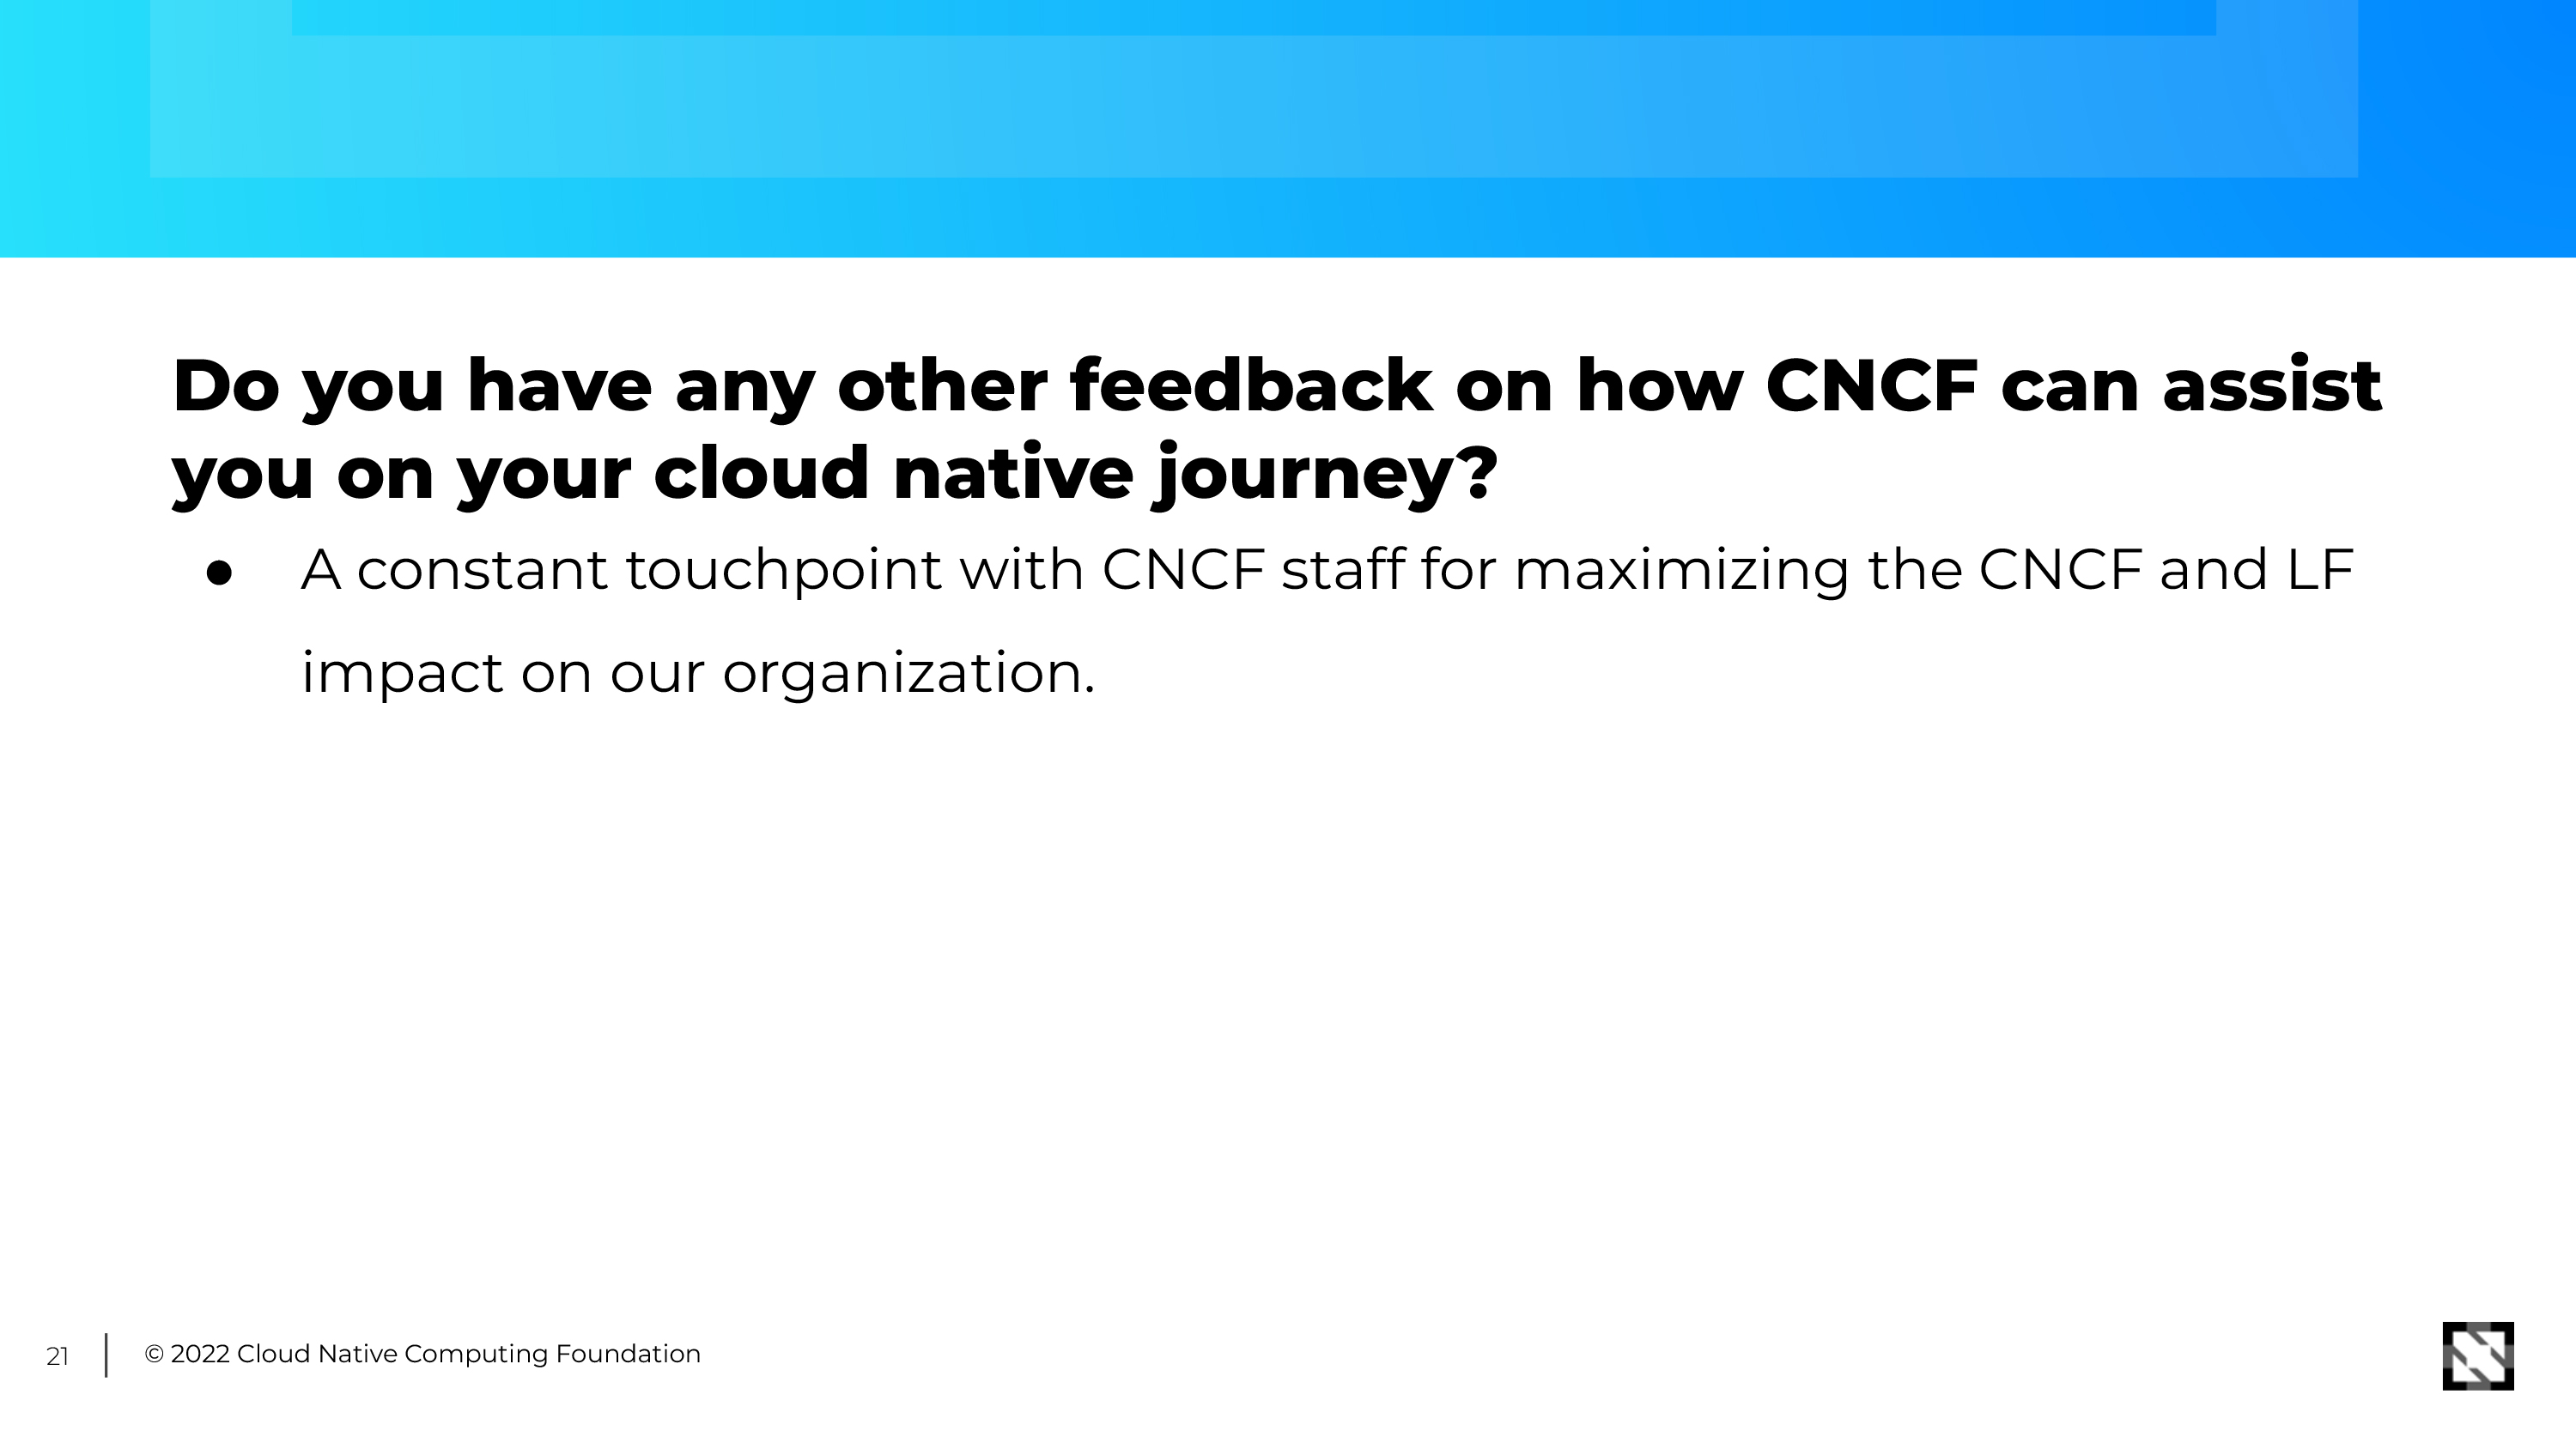 Do you have any other feedback on how CNCF can assist
you on your cloud native journey?
● A constant touchpoint with CNCF staff for maximizing the CNCF and LF
impact on our organization.
21
© 2022 Cloud Native Computing Foundation